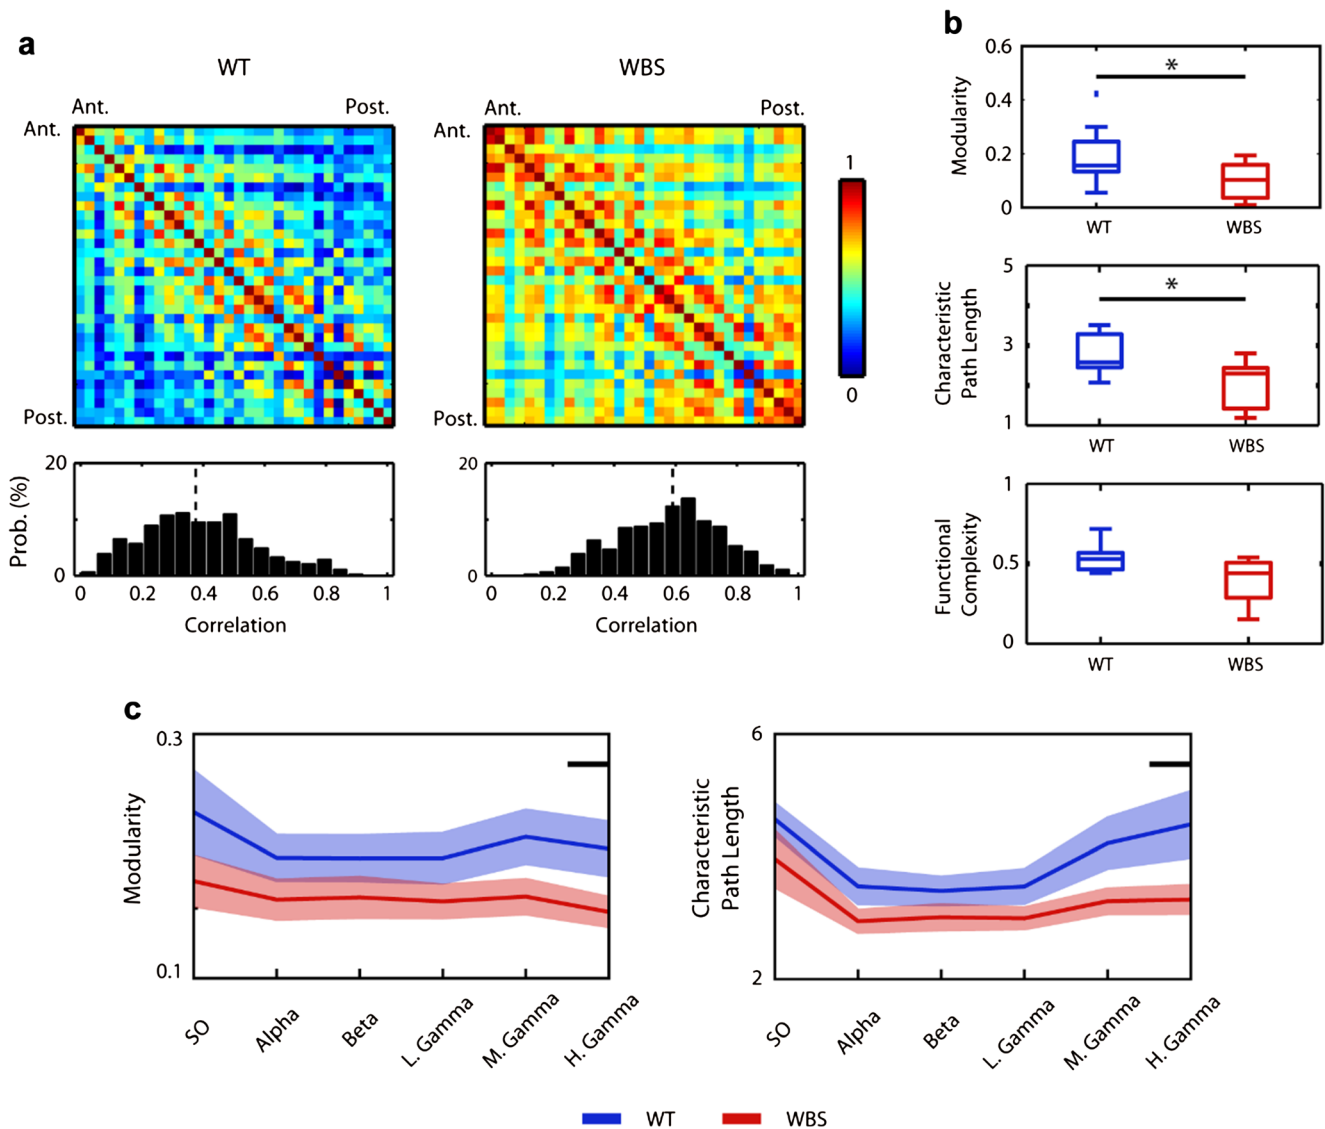 a
WT
WBS
Ant.
Post.
Ant.
Post.
Ant.
Post.
Ant.
Post.
1
0
20
0
Prob. (%)
0
0.2
0.4
0.6
0.8
1
Correlation
20
0
0
0.2
0.4
0.6
0.8
1
Correlation
b
0.6
0.4
0.2
0
Modularity
*
WT
WBS
5
3
1
Characteristic
Path Length
*
WT
WBS
1
0.5
0
Functional
Complexity
WT
WBS
c
0.3
0.1
Modularity
SO
Alpha
Beta
L. Gamma
M. Gamma
H. Gamma
6
2
Characteristic
Path Length
SO
Alpha
Beta
L. Gamma
M. Gamma
H. Gamma
WT
WBS